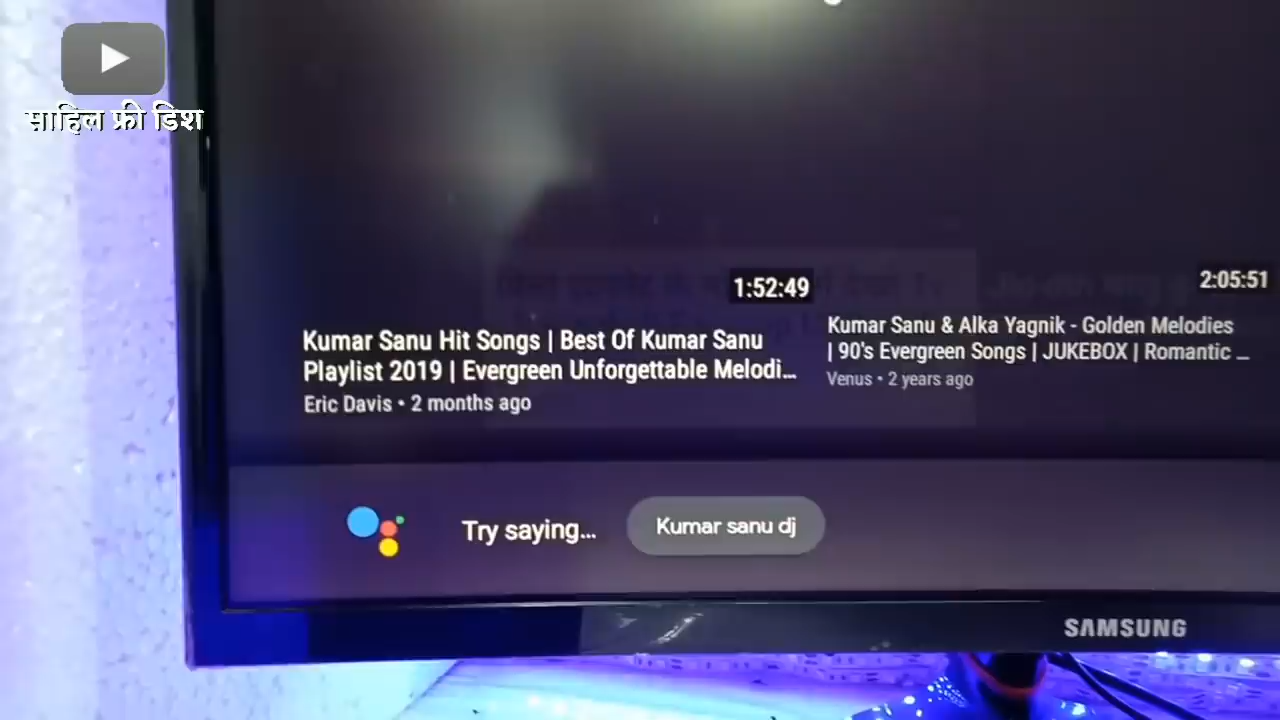 साहिल फ्री डिश
1:52:49
2:05:51
Kumar Sanu Hit Songs | Best Of Kumar Sanu
Playlist 2019 | Evergreen Unforgettable Melodi...
Eric Davis • 2 months ago
Kumar Sanu & Alka Yagnik - Golden Melodies
| 90's Evergreen Songs | JUKEBOX | Romantic ...
Venus • 2 years ago
Try saying...
Kumar sanu dj
SAMSUNG